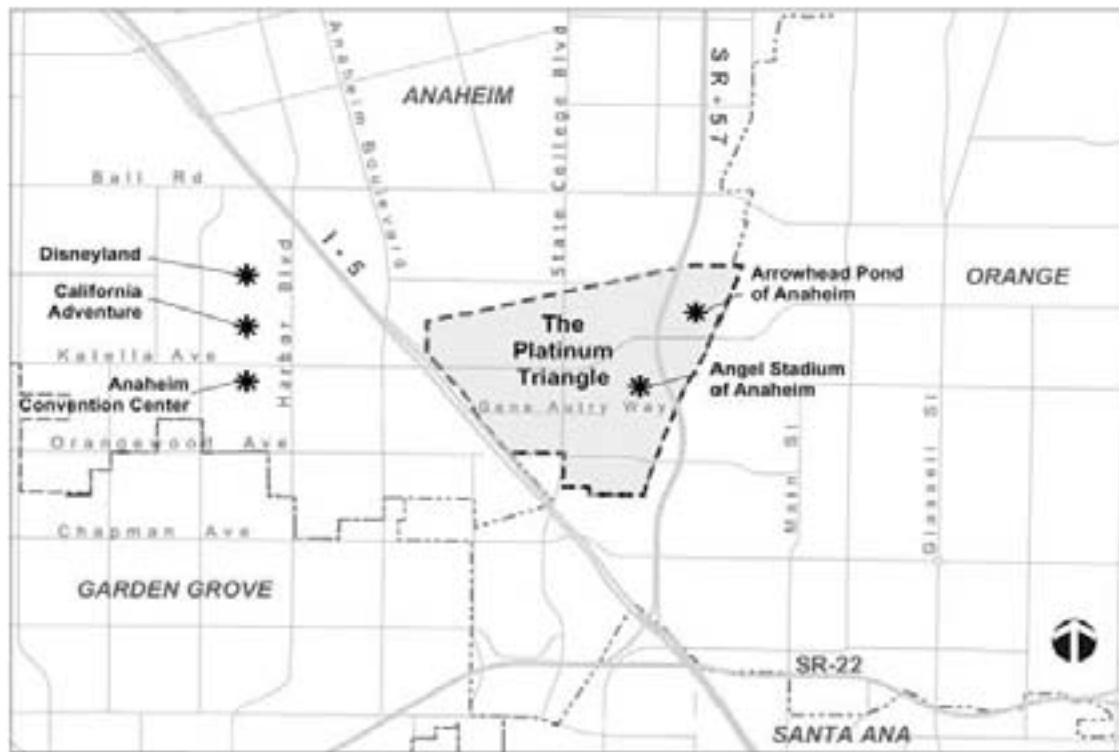 ANAHEIM
Anaheim Boulevard
State College Blvd
SR-57
Ball Rd
I-5
Disneyland
California
Adventure
Harbor Blvd
Katella Ave
Anaheim
Convention Center
Orangewood Ave
Chapman Ave
The
Platinum
Triangle
Gene Autry Way
Arrowhead Pond
of Anaheim
Angel Stadium
of Anaheim
ORANGE
Main St
Glassell St
GARDEN GROVE
SR-22
SANTA ANA